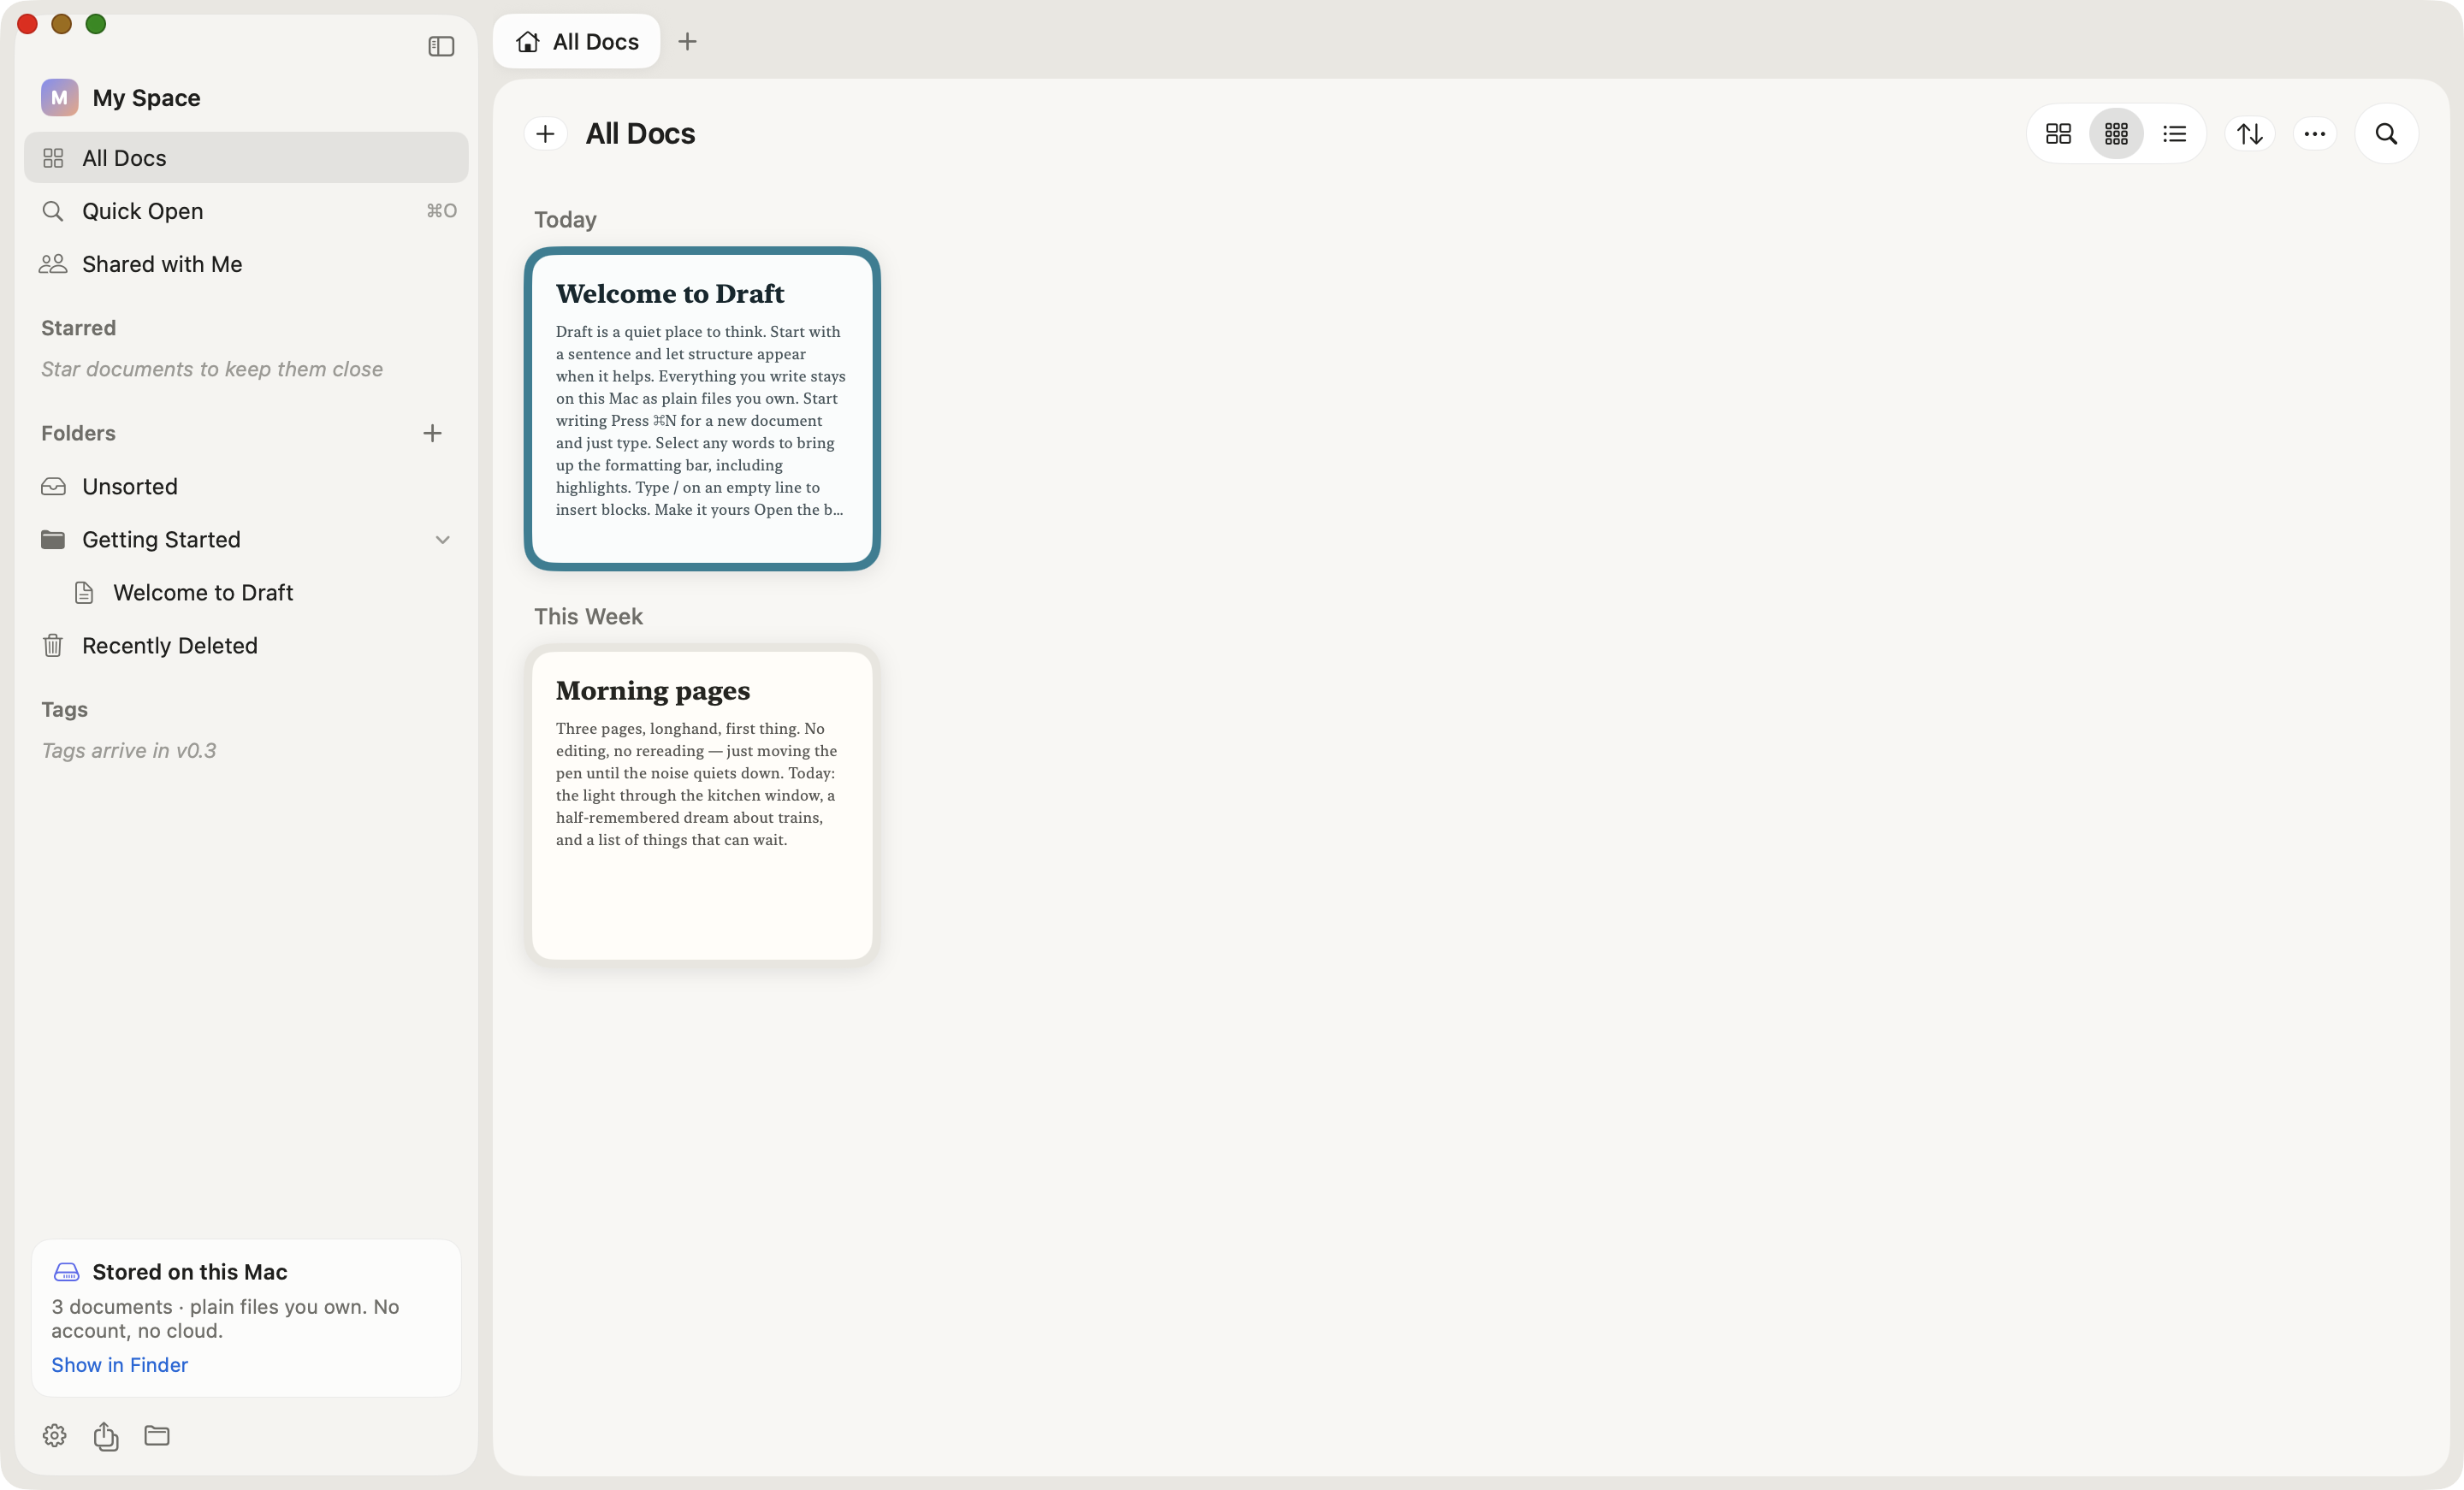 All Docs
M My Space
All Docs
Quick Open ⌘O
Shared with Me
Starred
Star documents to keep them close
Folders
Unsorted
Getting Started
Welcome to Draft
Recently Deleted
Tags
Tags arrive in v0.3
Stored on this Mac
3 documents · plain files you own. No
account, no cloud.
Show in Finder
All Docs
Today
Welcome to Draft
Draft is a quiet place to think. Start with
a sentence and let structure appear
when it helps. Everything you write stays
on this Mac as plain files you own. Start
writing Press ⌘N for a new document
and just type. Select any words to bring
up the formatting bar, including
highlights. Type / on an empty line to
insert blocks. Make it yours Open the b...
This Week
Morning pages
Three pages, longhand, first thing. No
editing, no rereading — just moving the
pen until the noise quiets down. Today:
the light through the kitchen window, a
half-remembered dream about trains,
and a list of things that can wait.